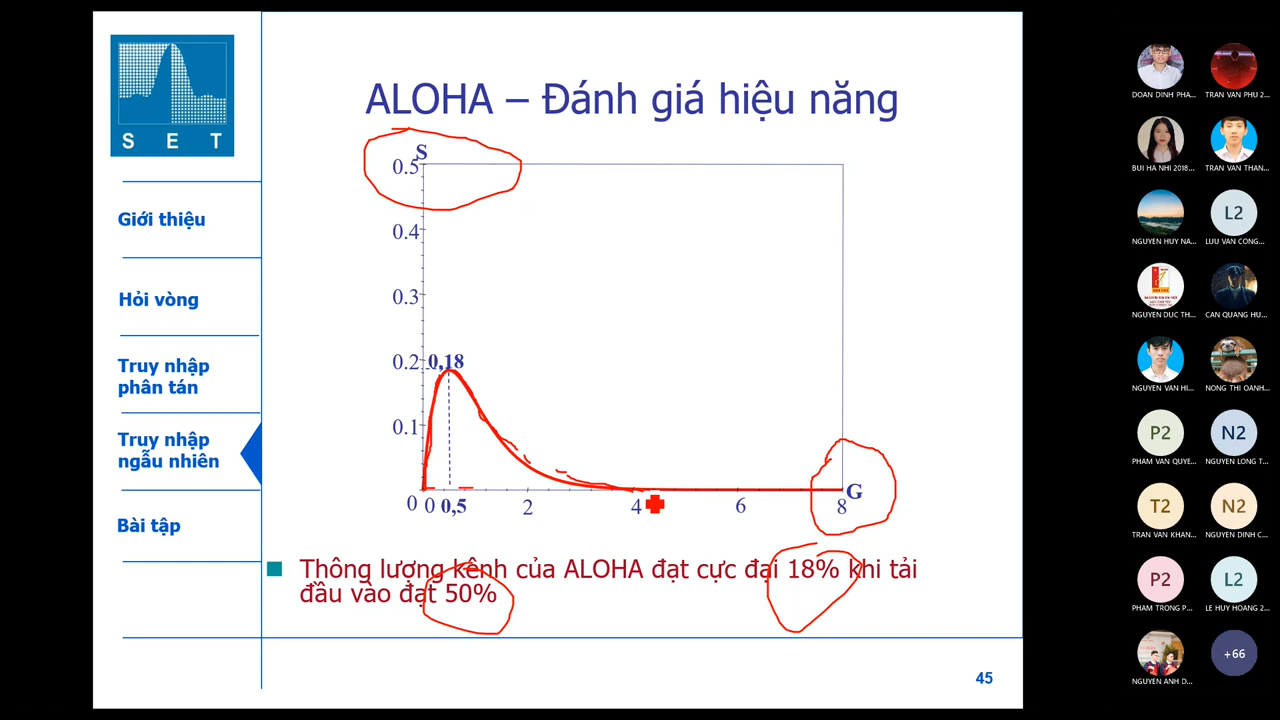 S E T
ALOHA – Đánh giá hiệu năng
Giới thiệu
Hỏi vòng
Truy nhập
phân tán
Truy nhập
ngẫu nhiên
Bài tập
S
0.5
0.4
0.3
0.2
0,18
0.1
0 0 0,5 2 4 6 8
G
Thông lượng kênh của ALOHA đạt cực đại 18% khi tải
đầu vào đạt 50%
45
DOAN DINH PHA...
TRAN VAN PHU 2...
BUI HA NHI 2018...
TRAN VAN THAN...
L2
NGUYEN HUY NA...
LUU VAN CONG...
NGUYEN DUC TH...
CAN QUANG HU...
NGUYEN VAN HI...
NONG THI OANH...
P2
N2
PHAM VAN QUYE...
NGUYEN LONG T...
T2
N2
TRAN VAN KHAN...
NGUYEN DINH C...
P2
L2
PHAM TRONG P...
LE HUY HOANG 2...
+66
NGUYEN ANH D...